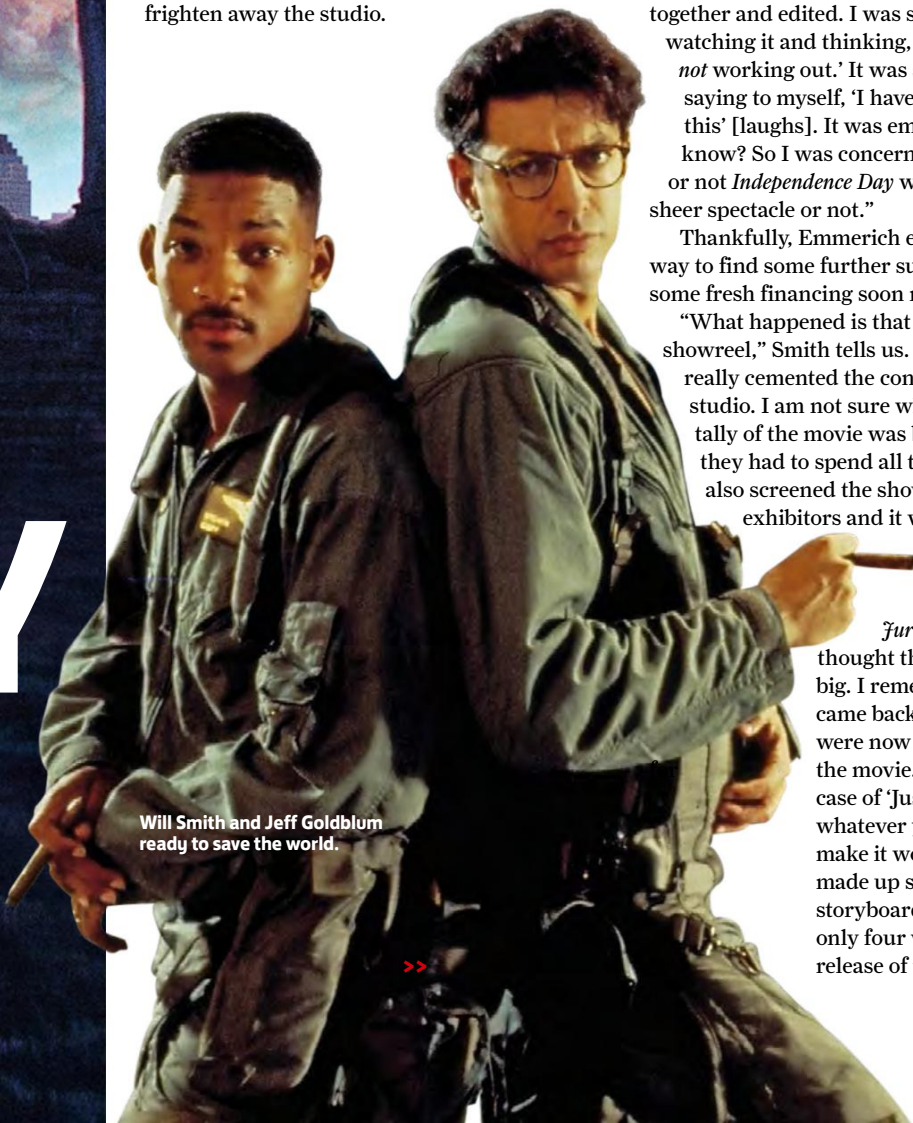 frighten away the studio.
Y
Will Smith and Jeff Goldblum
ready to save the world.
>>
together and edited. I was s
watching it and thinking,
not working out.’ It was
saying to myself, ‘I have
this’ [laughs]. It was em
know? So I was concern
or not Independence Day w
sheer spectacle or not.”
Thankfully, Emmerich e
way to find some further su
some fresh financing soon
“What happened is that
showreel,” Smith tells us.
really cemented the con
studio. I am not sure w
tally of the movie was
they had to spend all t
also screened the show
exhibitors and it w
Jur
thought th
big. I reme
came back
were now
the movie.
case of ‘Ju
whatever
make it wo
made up s
storyboar
only four
release of